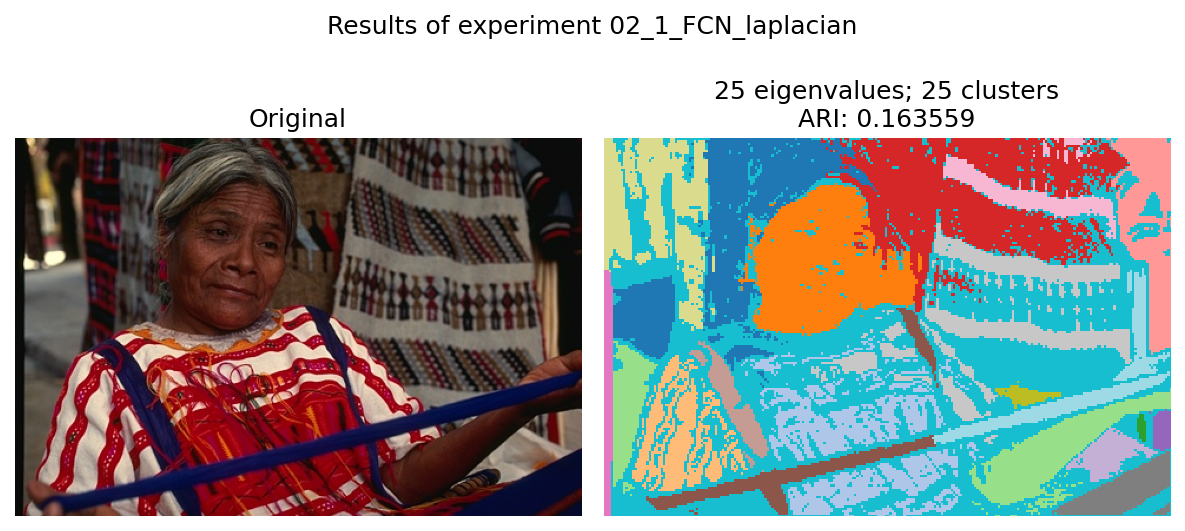 Results of experiment 02_1_FCN_laplacian
Original
25 eigenvalues; 25 clusters
ARI: 0.163559